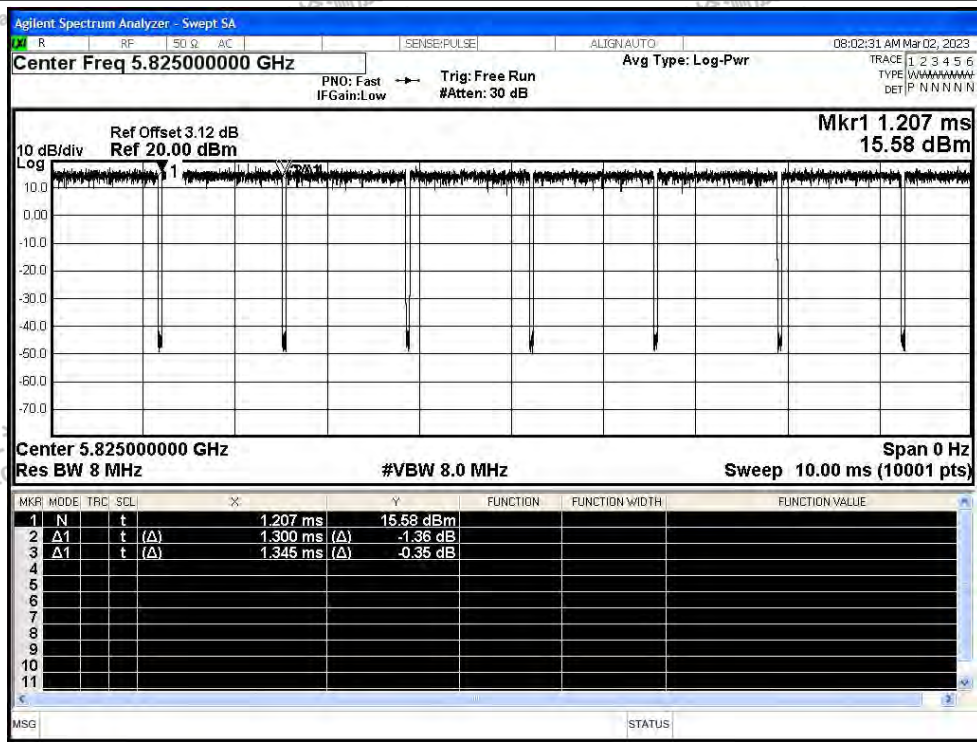 Agilent Spectrum Analyzer - Swept SA
R RF 50 Ω AC SENSE:PULSE ALIGN AUTO 08:02:31 AM Mar 02, 2023
Center Freq 5.825000000 GHz Avg Type: Log-Pwr TRACE 1 2 3 4 5 6
PNO: Fast Trig: Free Run TYPE WWWWWW
IFGain:Low #Atten: 30 dB DET P N N N N N
Mkr1 1.207 ms
Ref Offset 3.12 dB
10 dB/div Ref 20.00 dBm 15.58 dBm
Log
1
10.0
0.00
-10.0
-20.0
-30.0
-40.0
-50.0
-60.0
-70.0
Center 5.825000000 GHz Span 0 Hz
Res BW 8 MHz #VBW 8.0 MHz Sweep 10.00 ms (10001 pts)
MKR MODE TRC SCL X Y FUNCTION FUNCTION WIDTH FUNCTION VALUE
1 N t 1.207 ms 15.58 dBm
2 Δ1 t (Δ) 1.300 ms (Δ) -1.36 dB
3 Δ1 t (Δ) 1.345 ms (Δ) -0.35 dB
4
5
6
7
8
9
10
11
MSG STATUS